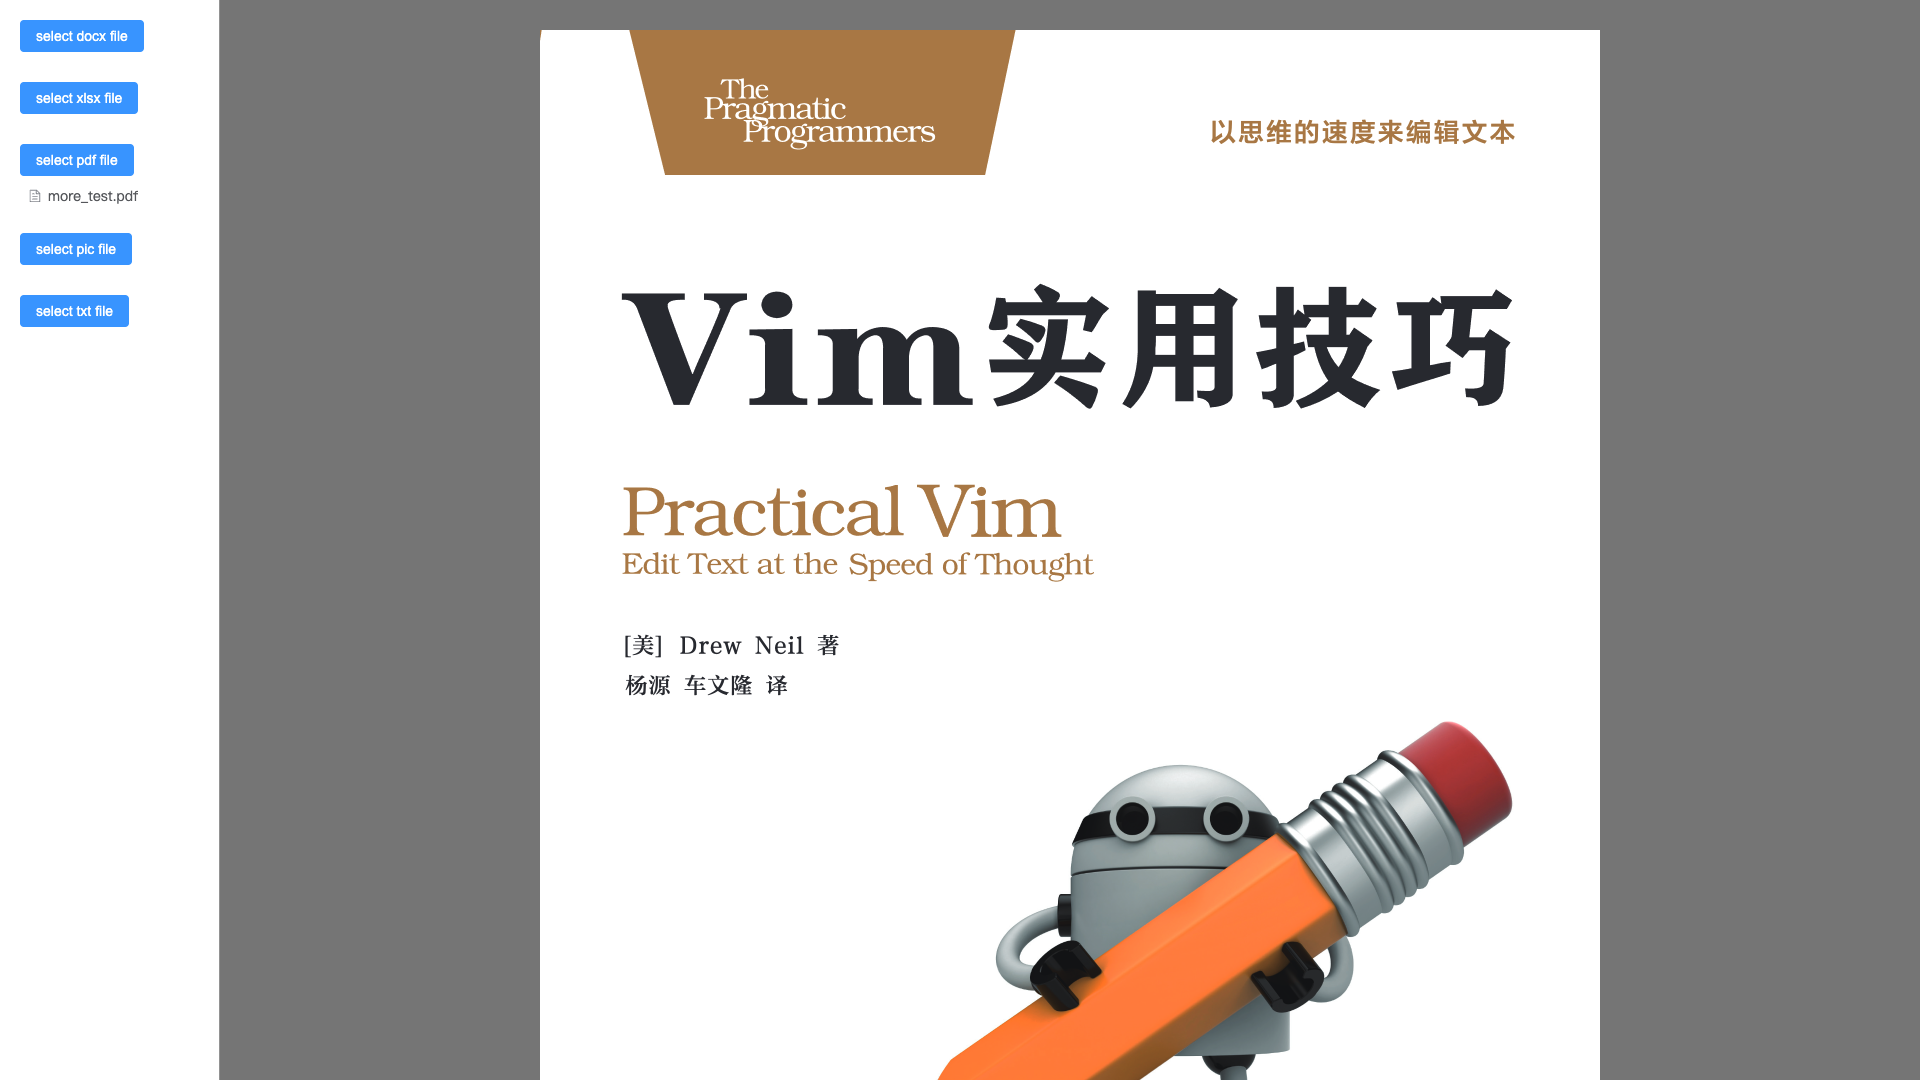 select docx file
select xlsx file
select pdf file
more_test.pdf
select pic file
select txt file
The
Pragmatic
Programmers
以思维的速度来编辑文本
Vim实用技巧
Practical Vim
Edit Text at the Speed of Thought
[美] Drew Neil 著
杨源 车文隆 译